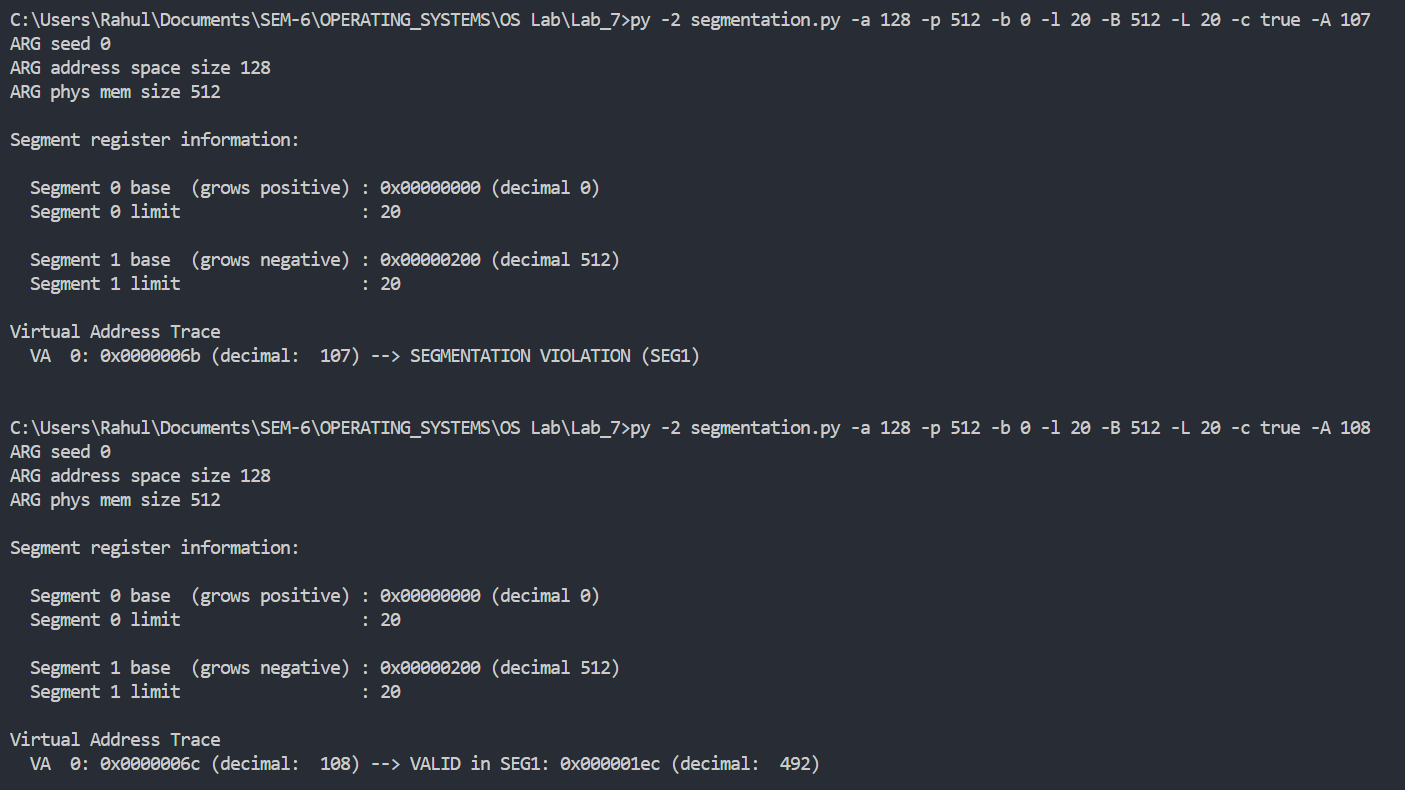 C:\Users\Rahul\Documents\SEM-6\OPERATING_SYSTEMS\OS Lab\Lab_7>py -2 segmentation.py -a 128 -p 512 -b 0 -l 20 -B 512 -L 20 -c true -A 107
ARG seed 0
ARG address space size 128
ARG phys mem size 512
Segment register information:
Segment 0 base  (grows positive) : 0x00000000 (decimal 0)
Segment 0 limit                  : 20
Segment 1 base  (grows negative) : 0x00000200 (decimal 512)
Segment 1 limit                  : 20
Virtual Address Trace
VA  0: 0x0000006b (decimal:  107) --> SEGMENTATION VIOLATION (SEG1)
C:\Users\Rahul\Documents\SEM-6\OPERATING_SYSTEMS\OS Lab\Lab_7>py -2 segmentation.py -a 128 -p 512 -b 0 -l 20 -B 512 -L 20 -c true -A 108
ARG seed 0
ARG address space size 128
ARG phys mem size 512
Segment register information:
Segment 0 base  (grows positive) : 0x00000000 (decimal 0)
Segment 0 limit                  : 20
Segment 1 base  (grows negative) : 0x00000200 (decimal 512)
Segment 1 limit                  : 20
Virtual Address Trace
VA  0: 0x0000006c (decimal:  108) --> VALID in SEG1: 0x000001ec (decimal:  492)